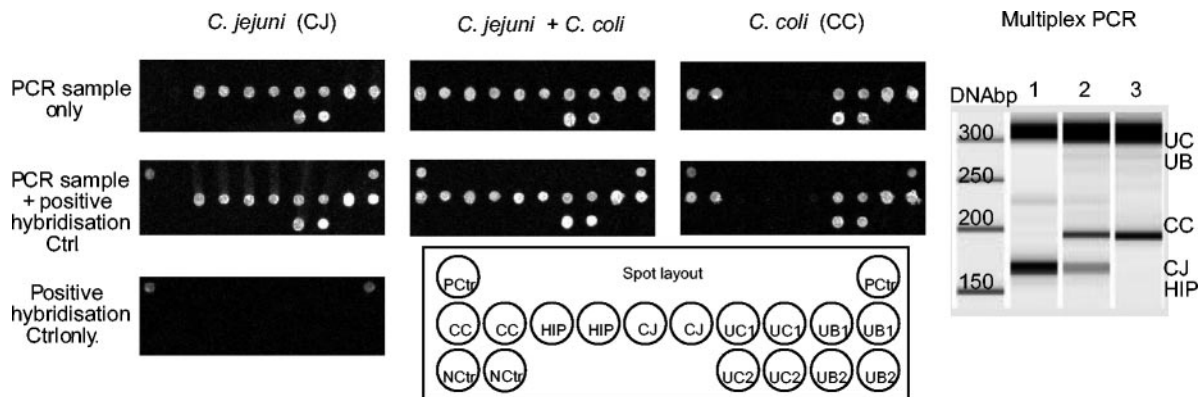 C. jejuni (CJ)
C. jejuni + C. coli
C. coli (CC)
Multiplex PCR
PCR sample
only
DNAbp 1 2 3
300
250
200
150
UC
UB
CC
CJ
HIP
PCR sample
+ positive
hybridisation
Ctrl
Positive
hybridisation
Ctrlonly.
Spot layout
PCtr PCtr
CC CC HIP HIP CJ CJ UC1 UC1 UB1 UB1
NCtr NCtr UC2 UC2 UB2 UB2